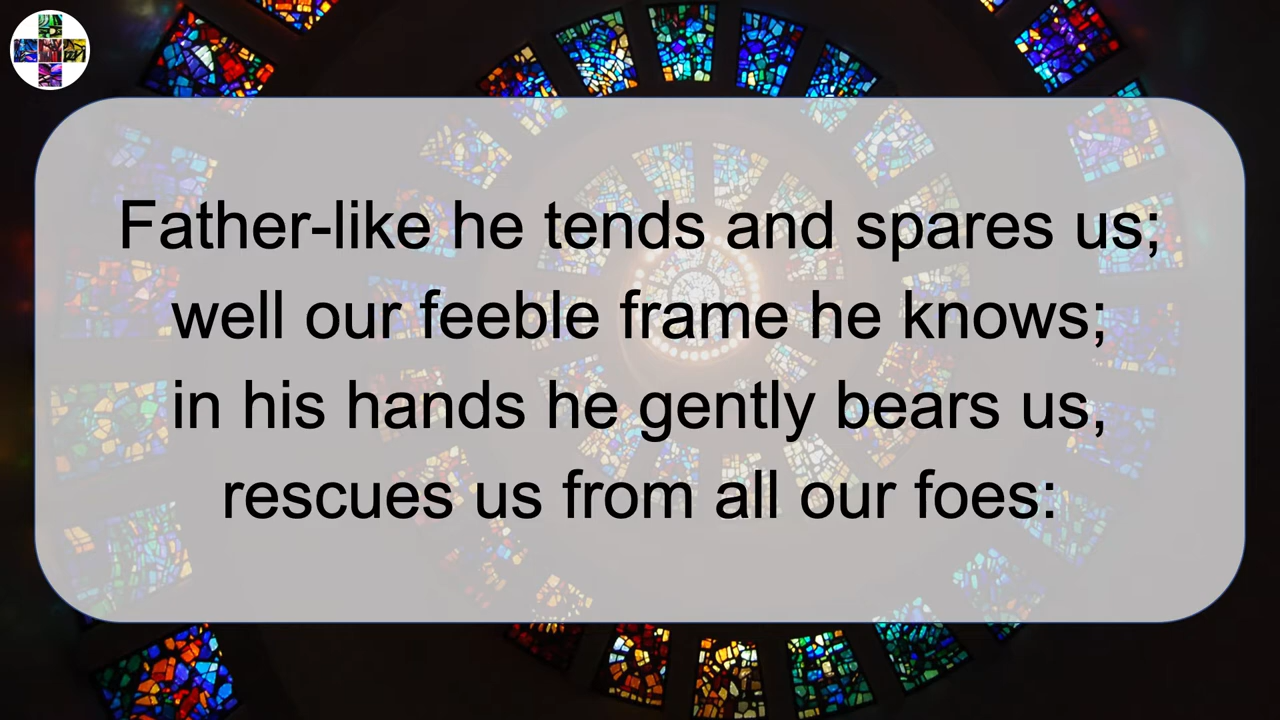 Father-like he tends and spares us;
well our feeble frame he knows;
in his hands he gently bears us,
rescues us from all our foes: